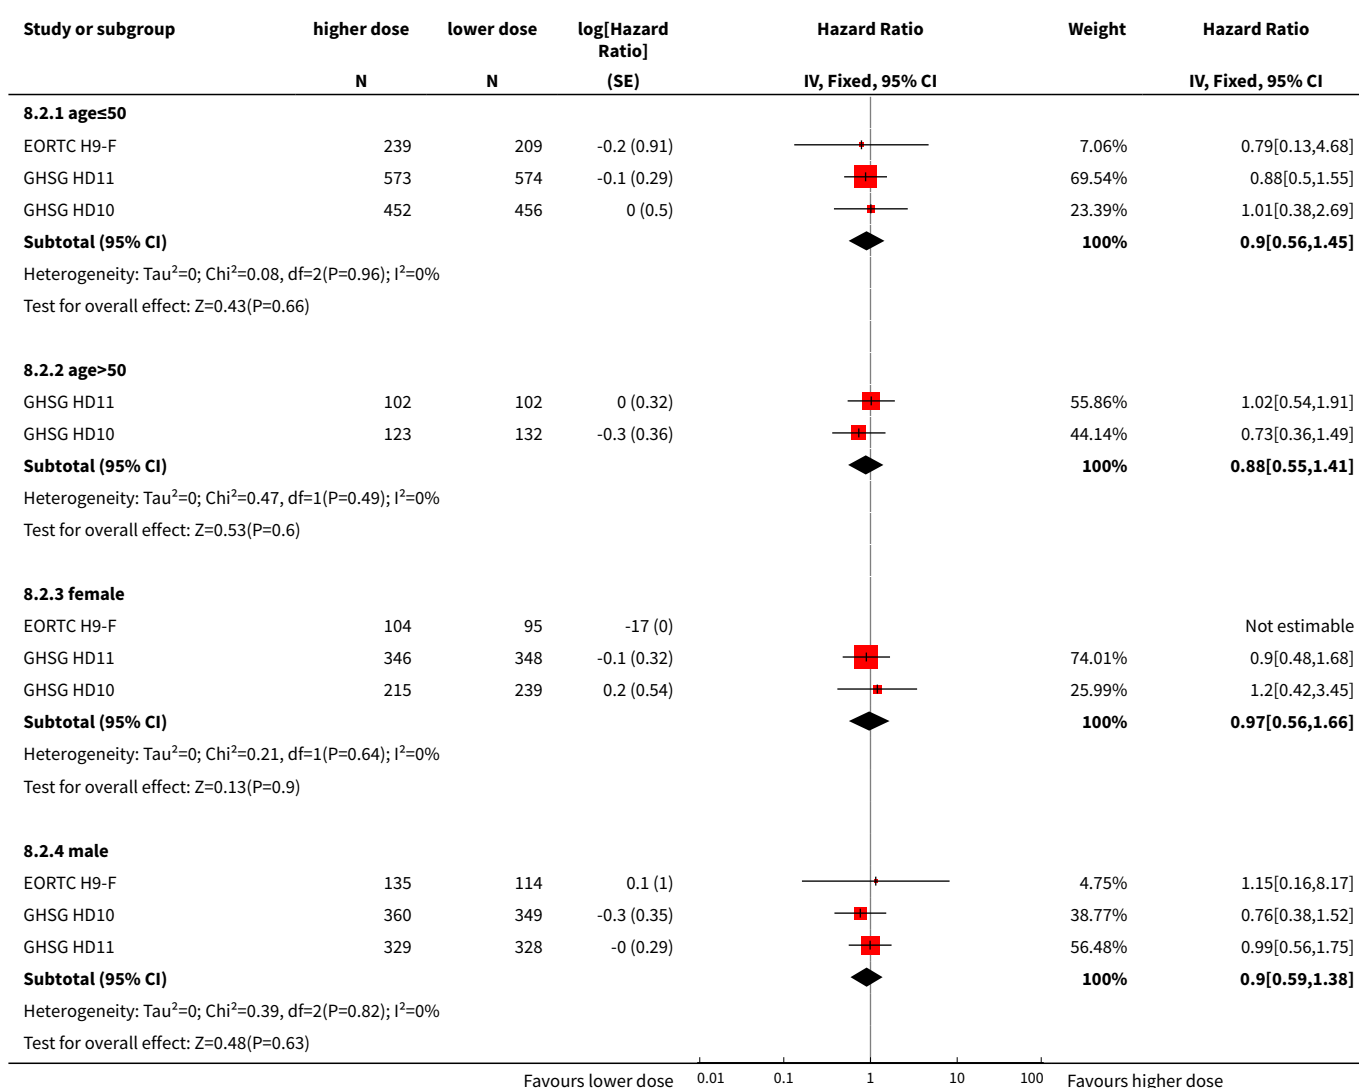 Study or subgroup higher dose lower dose log[Hazard Ratio] Hazard Ratio Weight Hazard Ratio
N N (SE) IV, Fixed, 95% CI IV, Fixed, 95% CI
8.2.1 age≤50
EORTC H9-F 239 209 -0.2 (0.91) 7.06% 0.79[0.13,4.68]
GHSG HD11 573 574 -0.1 (0.29) 69.54% 0.88[0.5,1.55]
GHSG HD10 452 456 0 (0.5) 23.39% 1.01[0.38,2.69]
Subtotal (95% CI) 100% 0.9[0.56,1.45]
Heterogeneity: Tau²=0; Chi²=0.08, df=2(P=0.96); I²=0%
Test for overall effect: Z=0.43(P=0.66)
8.2.2 age>50
GHSG HD11 102 102 0 (0.32) 55.86% 1.02[0.54,1.91]
GHSG HD10 123 132 -0.3 (0.36) 44.14% 0.73[0.36,1.49]
Subtotal (95% CI) 100% 0.88[0.55,1.41]
Heterogeneity: Tau²=0; Chi²=0.47, df=1(P=0.49); I²=0%
Test for overall effect: Z=0.53(P=0.6)
8.2.3 female
EORTC H9-F 104 95 -17 (0) Not estimable
GHSG HD11 346 348 -0.1 (0.32) 74.01% 0.9[0.48,1.68]
GHSG HD10 215 239 0.2 (0.54) 25.99% 1.2[0.42,3.45]
Subtotal (95% CI) 100% 0.97[0.56,1.66]
Heterogeneity: Tau²=0; Chi²=0.21, df=1(P=0.64); I²=0%
Test for overall effect: Z=0.13(P=0.9)
8.2.4 male
EORTC H9-F 135 114 0.1 (1) 4.75% 1.15[0.16,8.17]
GHSG HD10 360 349 -0.3 (0.35) 38.77% 0.76[0.38,1.52]
GHSG HD11 329 328 -0 (0.29) 56.48% 0.99[0.56,1.75]
Subtotal (95% CI) 100% 0.9[0.59,1.38]
Heterogeneity: Tau²=0; Chi²=0.39, df=2(P=0.82); I²=0%
Test for overall effect: Z=0.48(P=0.63)
Favours lower dose 0.01 0.1 1 10 100 Favours higher dose